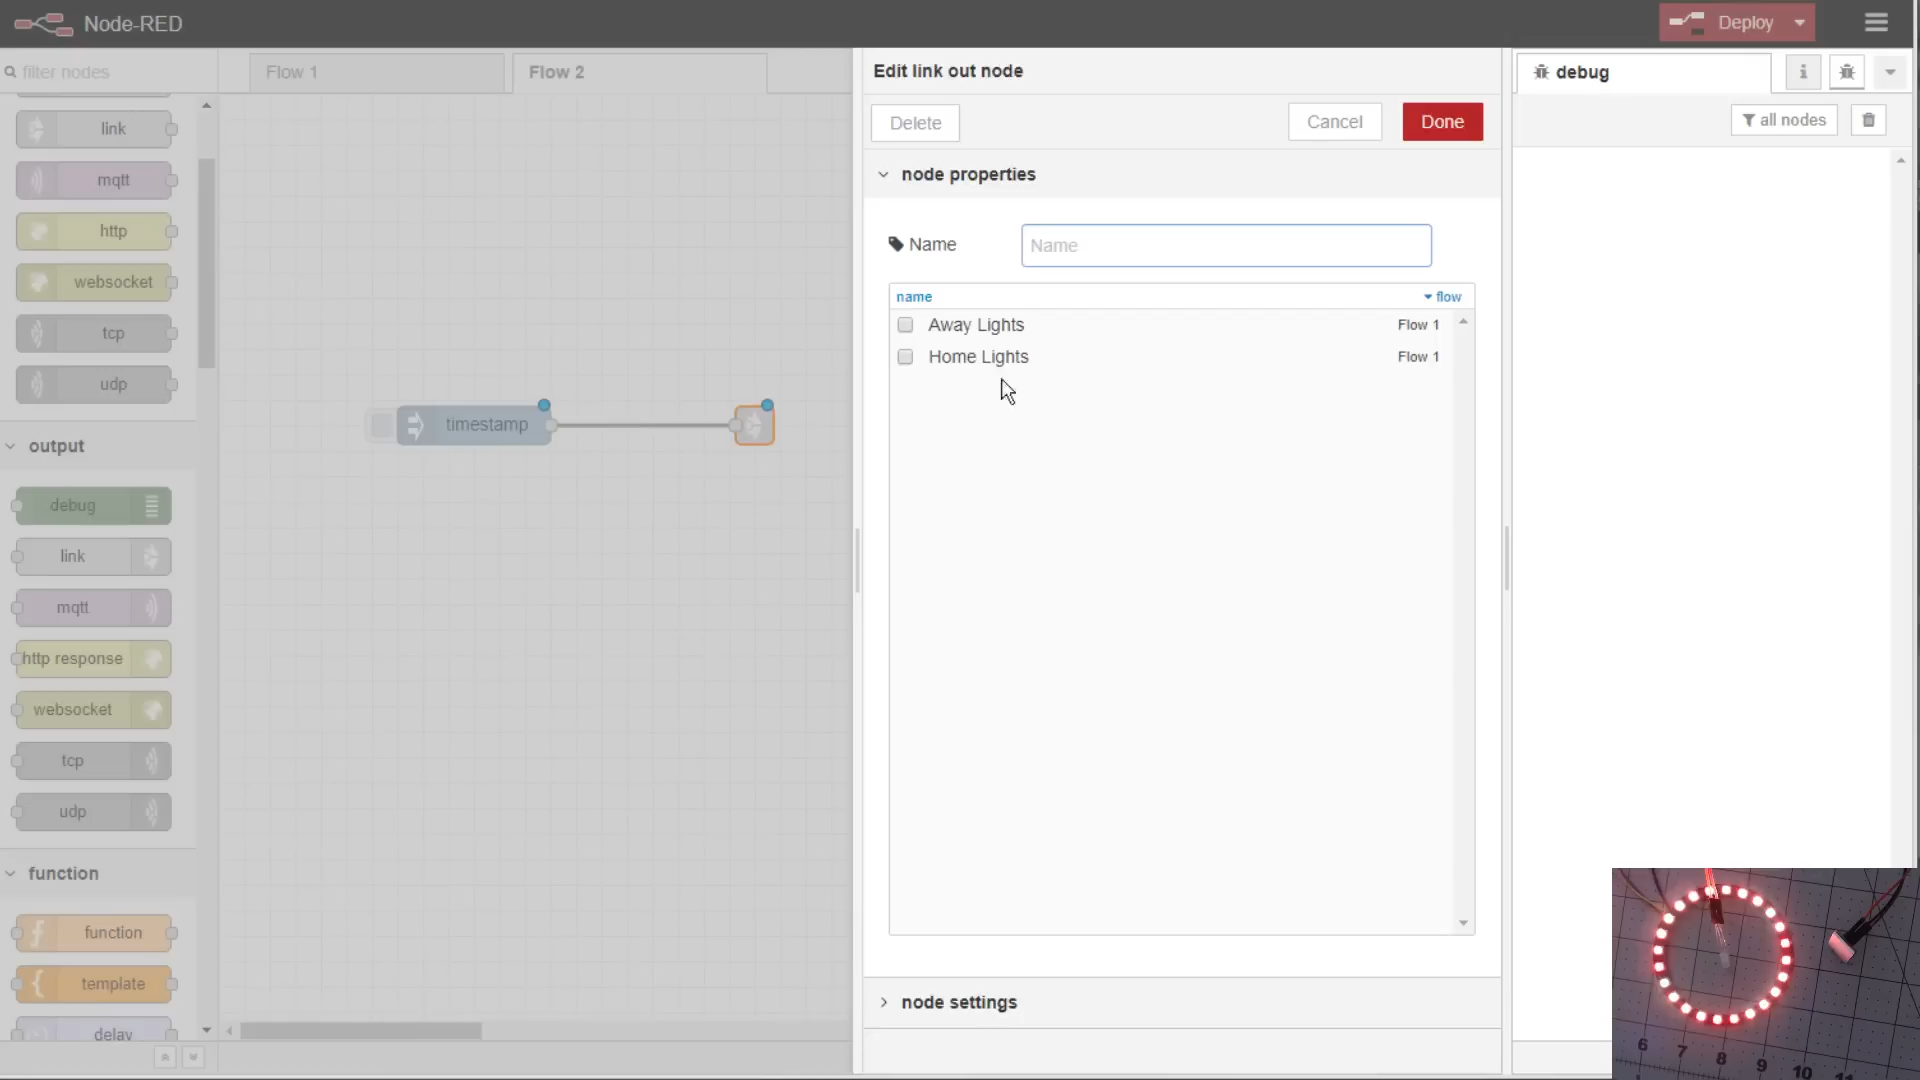 Node-RED
Deploy
filter nodes
Flow 1
Flow 2
Edit link out node
debug
Delete
Cancel
Done
all nodes
link
mqtt
http
websocket
tcp
udp
node properties
Name
Name
name
flow
Away Lights
Flow 1
Home Lights
Flow 1
timestamp
output
debug
link
mqtt
http response
websocket
tcp
udp
function
function
template
delay
node settings
6 7 8 9 10 11